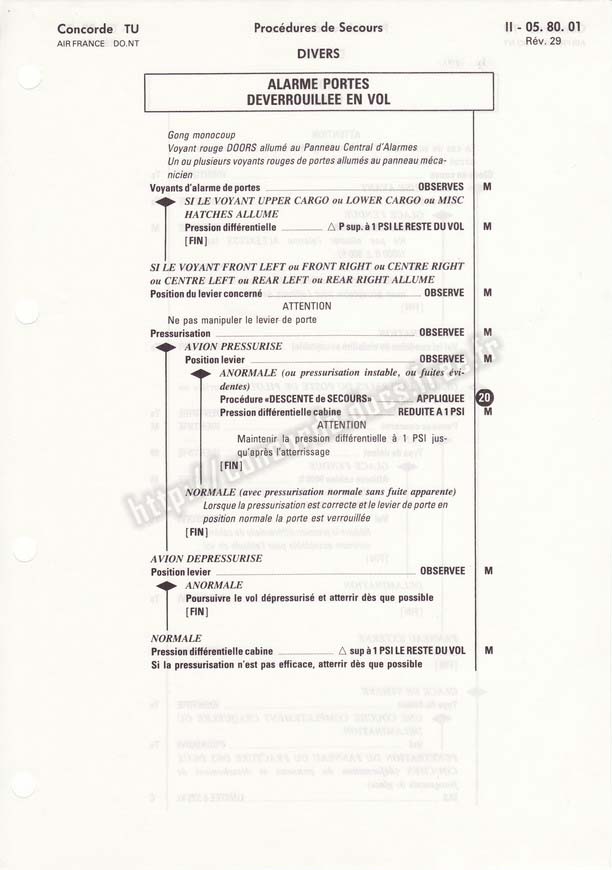 Concorde TU Procédures de Secours II - 05. 80. 01
AIR FRANCE DO.NT Rév. 29
DIVERS
ALARME PORTES
DEVERROUILLEE EN VOL
Gong monocoup
Voyant rouge DOORS allumé au Panneau Central d'Alarmes
Un ou plusieurs voyants rouges de portes allumés au panneau méca-
nicien
Voyants d'alarme de portes OBSERVES M
SI LE VOYANT UPPER CARGO ou LOWER CARGO ou MISC
HATCHES ALLUME
Pression différentielle △ P sup. à 1 PSI LE RESTE DU VOL M
[FIN]
SI LE VOYANT FRONT LEFT ou FRONT RIGHT ou CENTRE RIGHT
ou CENTRE LEFT ou REAR LEFT ou REAR RIGHT ALLUME
Position du levier concerné OBSERVE M
ATTENTION
Ne pas manipuler le levier de porte
Pressurisation OBSERVEE M
AVION PRESSURISE
Position levier OBSERVEE M
ANORMALE (ou pressurisation instable, ou fuites évi-
dentes)
Procédure «DESCENTE de SECOURS» APPLIQUEE 20
Pression différentielle cabine REDUITE A 1 PSI M
ATTENTION
Maintenir la pression différentielle à 1 PSI jus-
qu'après l'atterrissage
[FIN]
NORMALE (avec pressurisation normale sans fuite apparente)
Lorsque la pressurisation est correcte et le levier de porte en
position normale la porte est verrouillée
[FIN]
AVION DEPRESSURISE
Position levier OBSERVEE M
ANORMALE
Poursuivre le vol dépressurisé et atterrir dès que possible
[FIN]
NORMALE
Pression différentielle cabine △ sup à 1 PSI LE RESTE DU VOL M
Si la pressurisation n'est pas efficace, atterrir dès que possible